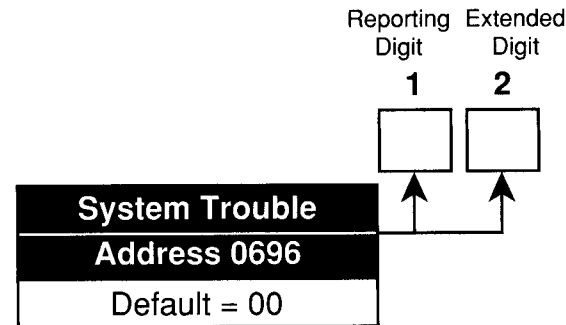 Reporting Extended
Digit Digit
1 2
System Trouble
Address 0696
Default = 00